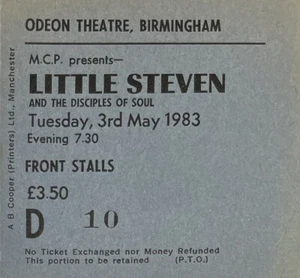 ODEON THEATRE, BIRMINGHAM
M.C.P. presents—
LITTLE STEVEN
AND THE DISCIPLES OF SOUL
Tuesday, 3rd May 1983
Evening 7.30
FRONT STALLS
£3.50
D 10
No Ticket Exchanged nor Money Refunded
This portion to be retained (P.T.O.)
A B Cooper (Printers) Ltd., Manchester